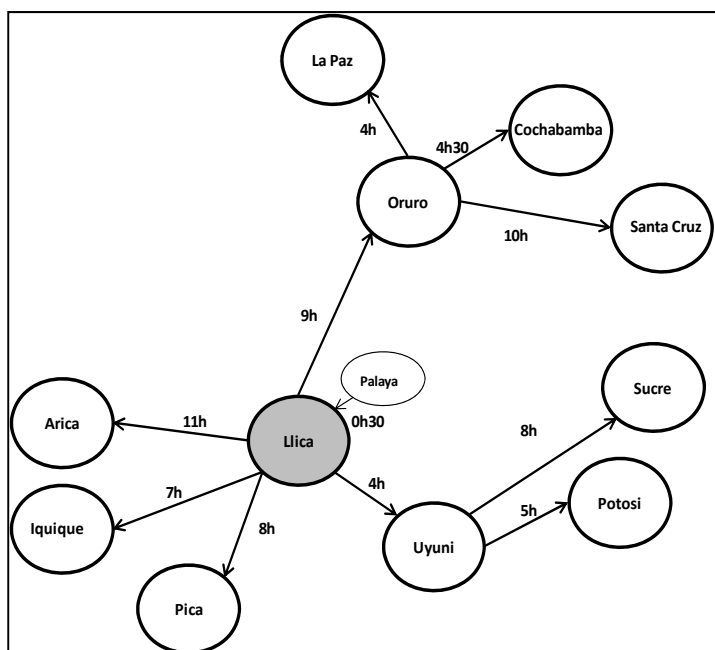 La Paz
4h
4h30
Cochabamba
Oruro
Santa Cruz
10h
9h
Palaya
0h30
Sucre
Arica
11h
Llica
8h
4h
7h
5h
Potosi
Iquique
8h
Uyuni
Pica